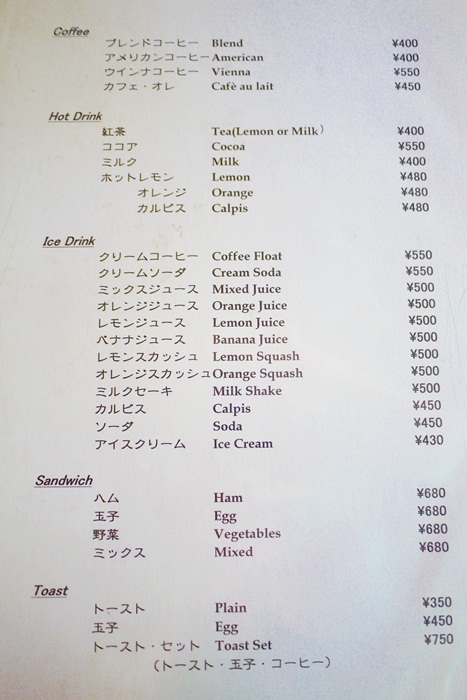 Coffee
ブレンドコーヒー Blend ¥400
アメリカンコーヒー American ¥400
ウインナコーヒー Vienna ¥550
カフェ・オレ Cafè au lait ¥450
Hot Drink
紅茶 Tea(Lemon or Milk) ¥400
ココア Cocoa ¥550
ミルク Milk ¥400
ホットレモン Lemon ¥480
オレンジ Orange ¥480
カルピス Calpis ¥480
Ice Drink
クリームコーヒー Coffee Float ¥550
クリームソーダ Cream Soda ¥550
ミックスジュース Mixed Juice ¥500
オレンジジュース Orange Juice ¥500
レモンジュース Lemon Juice ¥500
バナナジュース Banana Juice ¥500
レモンスカッシュ Lemon Squash ¥500
オレンジスカッシュ Orange Squash ¥500
ミルクセーキ Milk Shake ¥500
カルピス Calpis ¥450
ソーダ Soda ¥450
アイスクリーム Ice Cream ¥430
Sandwich
ハム Ham ¥680
玉子 Egg ¥680
野菜 Vegetables ¥680
ミックス Mixed ¥680
Toast
トースト Plain ¥350
玉子 Egg ¥450
トースト・セット Toast Set ¥750
(トースト・玉子・コーヒー)